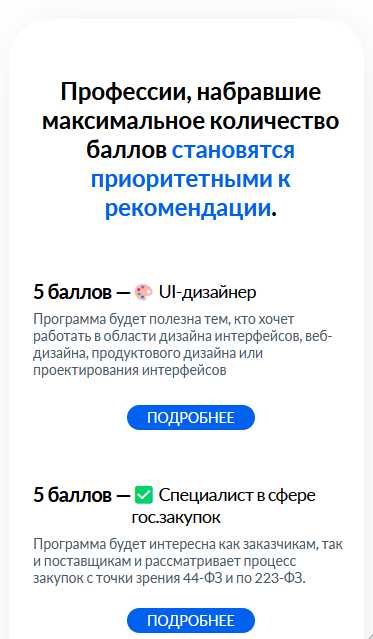 Профессии, набравшие
максимальное количество
баллов становятся
приоритетными к
рекомендации.
5 баллов — UI-дизайнер
Программа будет полезна тем, кто хочет
работать в области дизайна интерфейсов, веб-
дизайна, продуктового дизайна или
проектирования интерфейсов
ПОДРОБНЕЕ
5 баллов — Специалист в сфере
гос.закупок
Программа будет интересна как заказчикам, так
и поставщикам и рассматривает процесс
закупок с точки зрения 44-ФЗ и по 223-ФЗ.
ПОДРОБНЕЕ